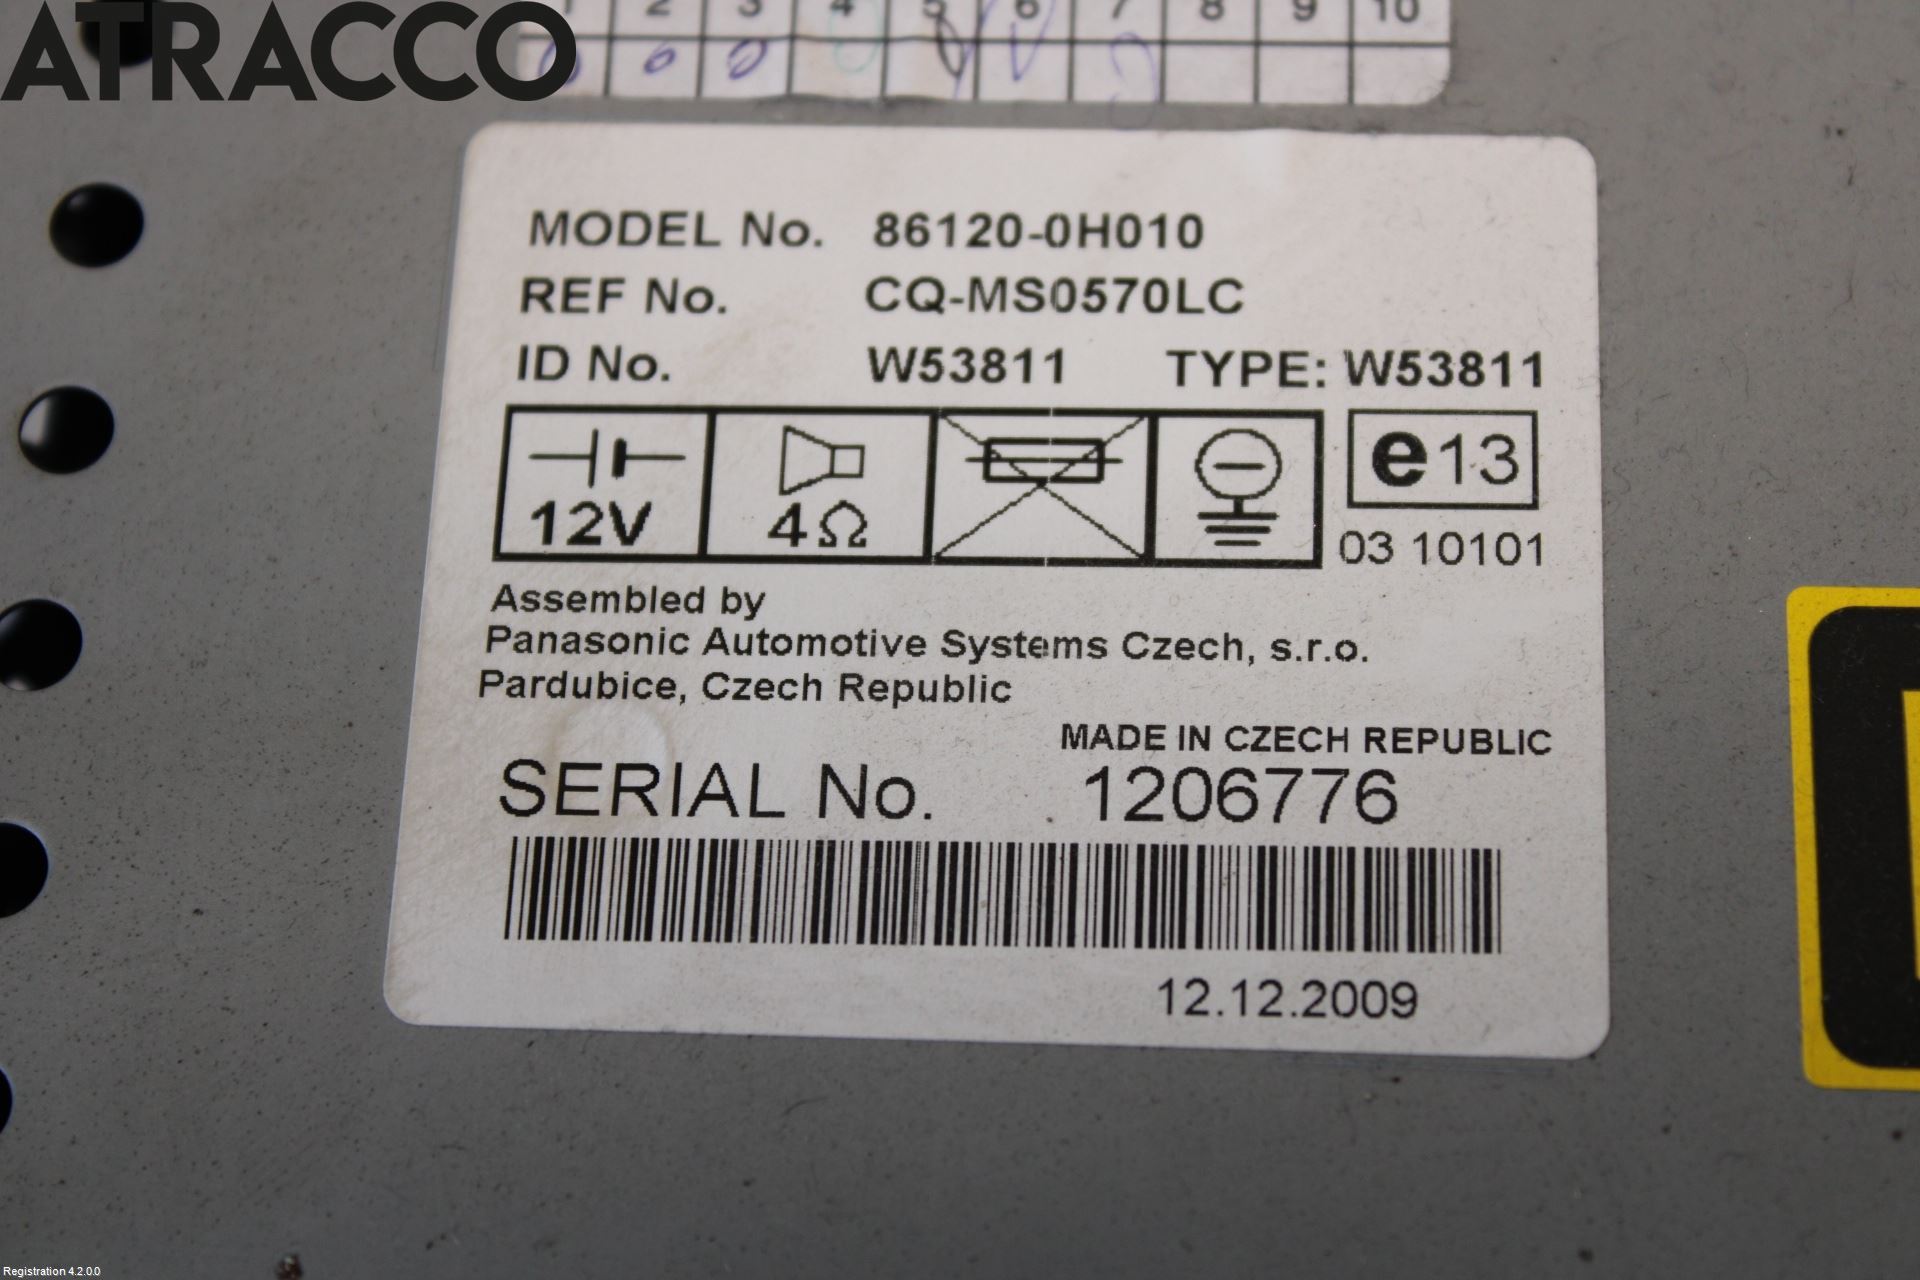 ATRACCO
1 2 3 4 5 6 7 8 9 10
MODEL No. 86120-0H010
REF No. CQ-MS0570LC
ID No. W53811 TYPE: W53811
12V 4Ω e13
03 10101
Assembled by
Panasonic Automotive Systems Czech, s.r.o.
Pardubice, Czech Republic
MADE IN CZECH REPUBLIC
SERIAL No. 1206776
12.12.2009
Registration 4.2.0.0